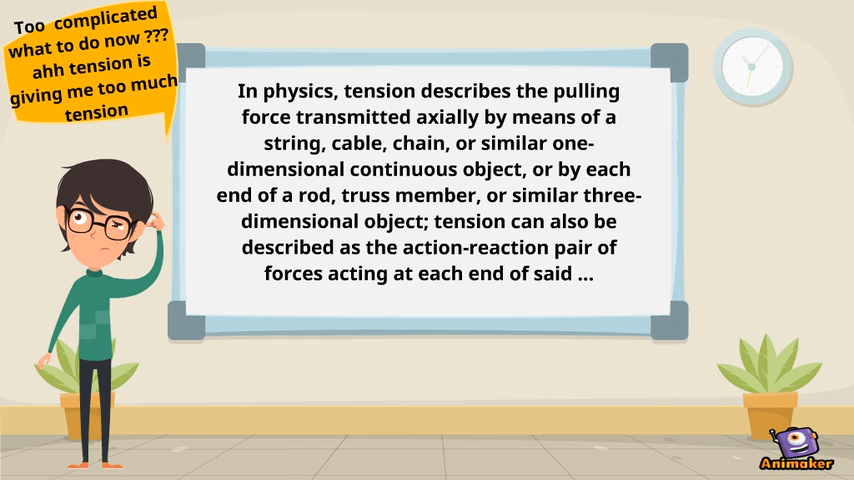 Too complicated
what to do now ???
ahh tension is
giving me too much
tension
In physics, tension describes the pulling
force transmitted axially by means of a
string, cable, chain, or similar one-
dimensional continuous object, or by each
end of a rod, truss member, or similar three-
dimensional object; tension can also be
described as the action-reaction pair of
forces acting at each end of said ...
Animaker